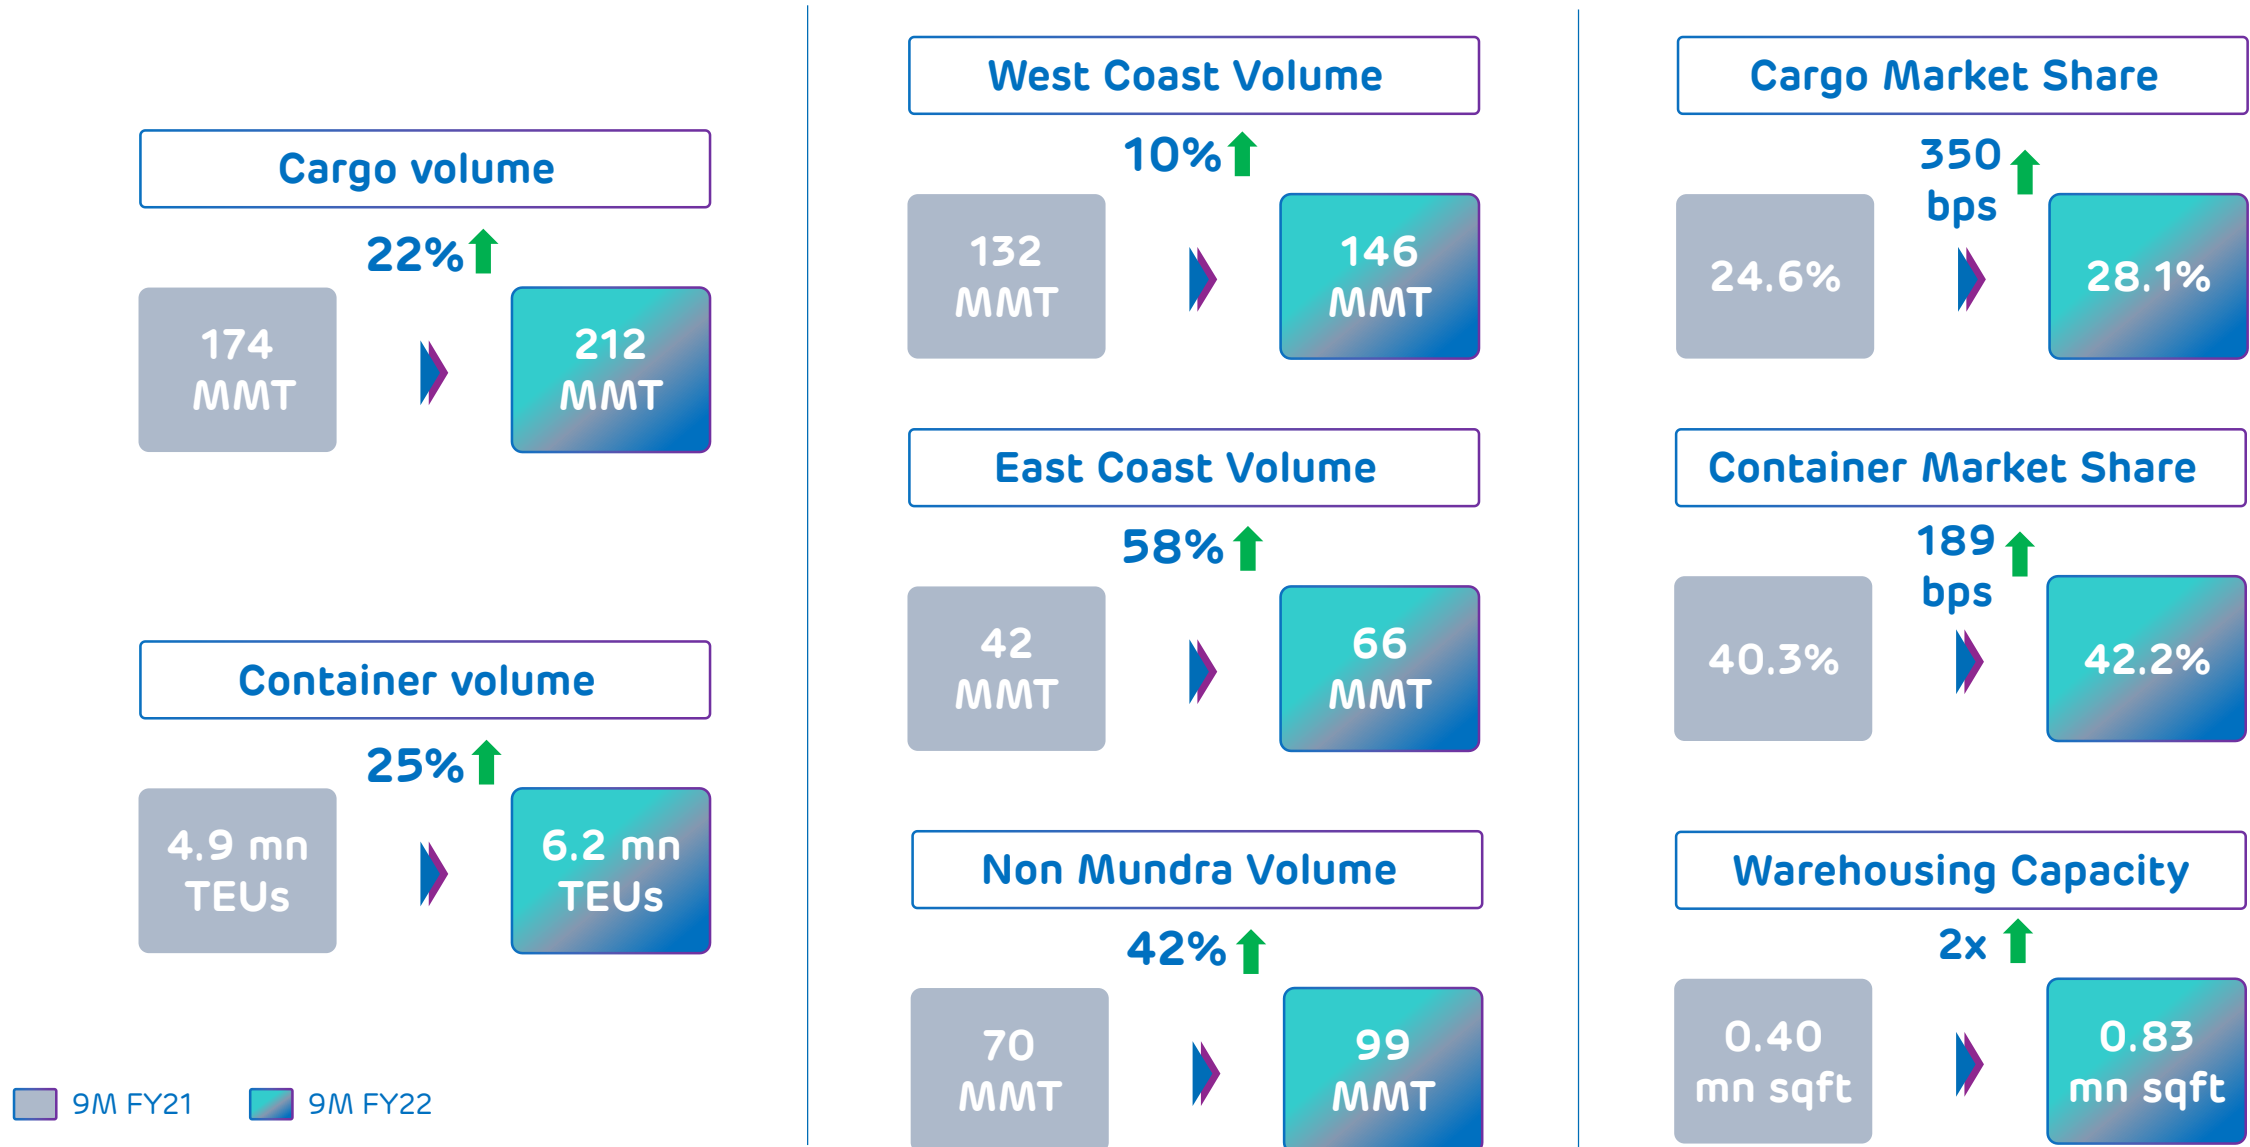 Cargo volume
22%
174
MMT
212
MMT
Container volume
25%
4.9 mn
TEUs
6.2 mn
TEUs
9M FY21
9M FY22
West Coast Volume
10%
132
MMT
146
MMT
East Coast Volume
58%
42
MMT
66
MMT
Non Mundra Volume
42%
70
MMT
99
MMT
Cargo Market Share
350
bps
24.6%
28.1%
Container Market Share
189
bps
40.3%
42.2%
Warehousing Capacity
2x
0.40
mn sqft
0.83
mn sqft